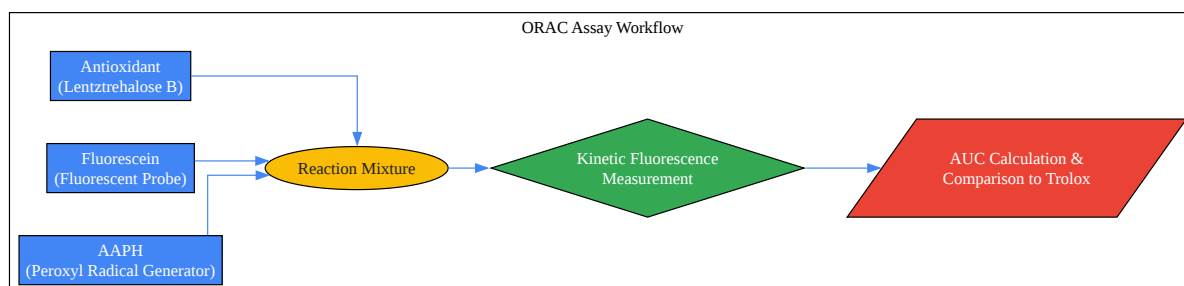 ORAC Assay Workflow
Antioxidant
(Lentztrehalose B)
Fluorescein
(Fluorescent Probe)
AAPH
(Peroxyl Radical Generator)
Reaction Mixture
Kinetic Fluorescence
Measurement
AUC Calculation &
Comparison to Trolox